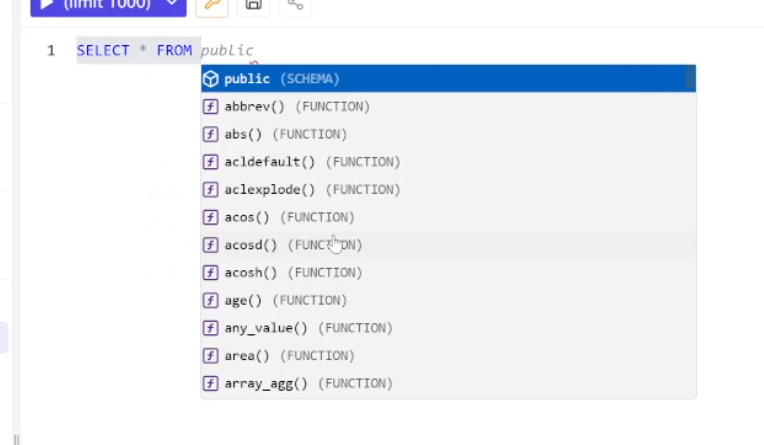 (limit 1000)
1 SELECT * FROM public
public (SCHEMA)
abbrev() (FUNCTION)
abs() (FUNCTION)
acldefault() (FUNCTION)
aclexplode() (FUNCTION)
acos() (FUNCTION)
acosd() (FUNCTION)
acosh() (FUNCTION)
age() (FUNCTION)
any_value() (FUNCTION)
area() (FUNCTION)
array_agg() (FUNCTION)